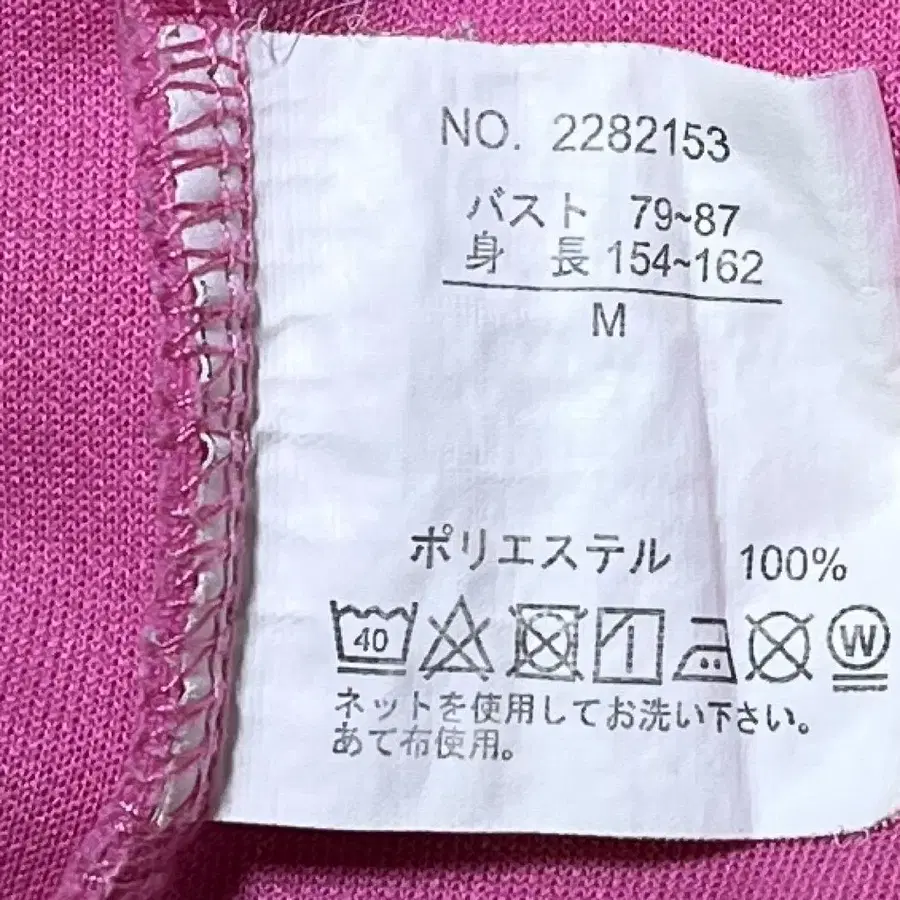 NO. 2282153
バスト 79~87
身 長 154~162
M
ポリエステル 100%
40 W
ネットを使用してお洗い下さい。
あて布使用。